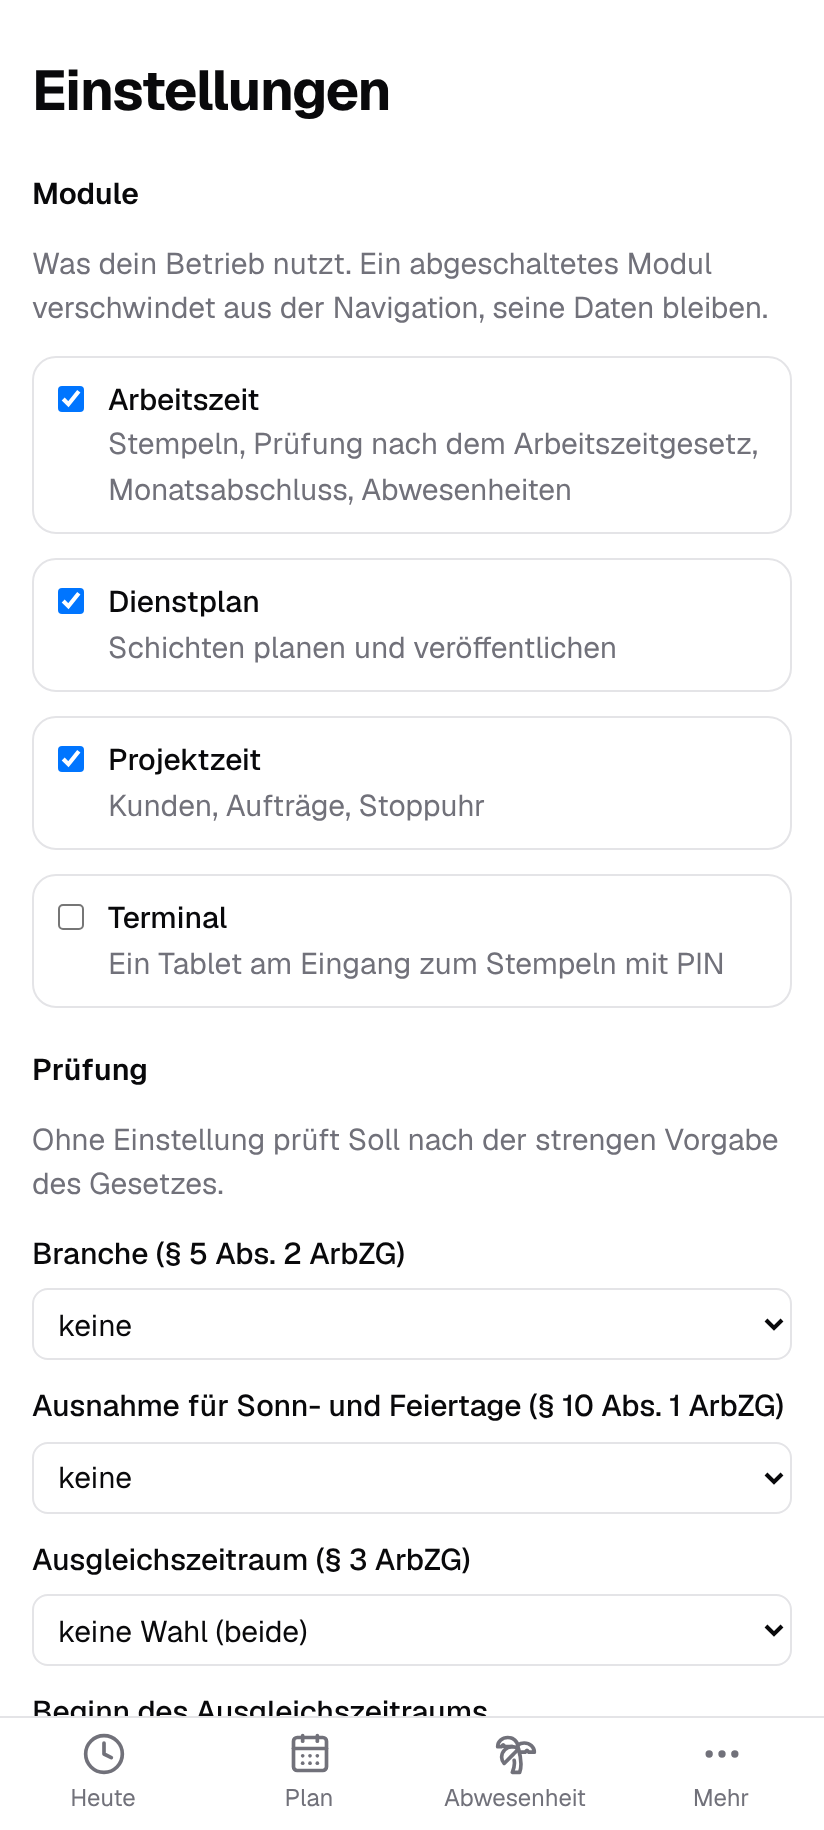 Einstellungen
Module
Was dein Betrieb nutzt. Ein abgeschaltetes Modul
verschwindet aus der Navigation, seine Daten bleiben.
Arbeitszeit
Stempeln, Prüfung nach dem Arbeitszeitgesetz,
Monatsabschluss, Abwesenheiten
Dienstplan
Schichten planen und veröffentlichen
Projektzeit
Kunden, Aufträge, Stoppuhr
Terminal
Ein Tablet am Eingang zum Stempeln mit PIN
Prüfung
Ohne Einstellung prüft Soll nach der strengen Vorgabe
des Gesetzes.
Branche (§ 5 Abs. 2 ArbZG)
keine
Ausnahme für Sonn- und Feiertage (§ 10 Abs. 1 ArbZG)
keine
Ausgleichszeitraum (§ 3 ArbZG)
keine Wahl (beide)
Beginn des Ausgleichszeitraums
Heute
Plan
Abwesenheit
Mehr